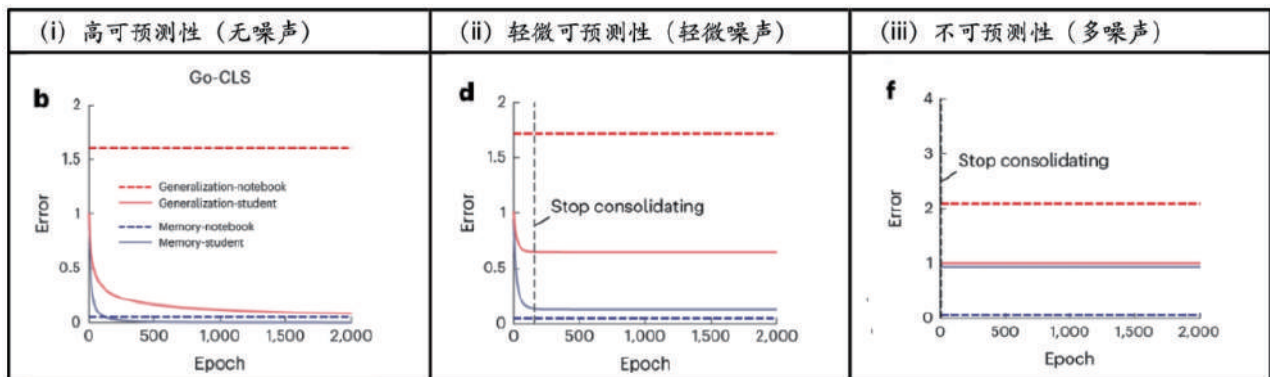 (i) 高可预测性（无噪声）
(ii) 轻微可预测性（轻微噪声）
(iii) 不可预测性（多噪声）
Go-CLS
b
2
1.5
1
0.5
0
Error
Generalization-notebook
Generalization-student
Memory-notebook
Memory-student
0 500 1,000 1,500 2,000
Epoch
d
2
1.5
1
0.5
0
Error
Stop consolidating
0 500 1,000 1,500 2,000
Epoch
f
4
3
2
1
0
Error
Stop consolidating
0 500 1,000 1,500 2,000
Epoch